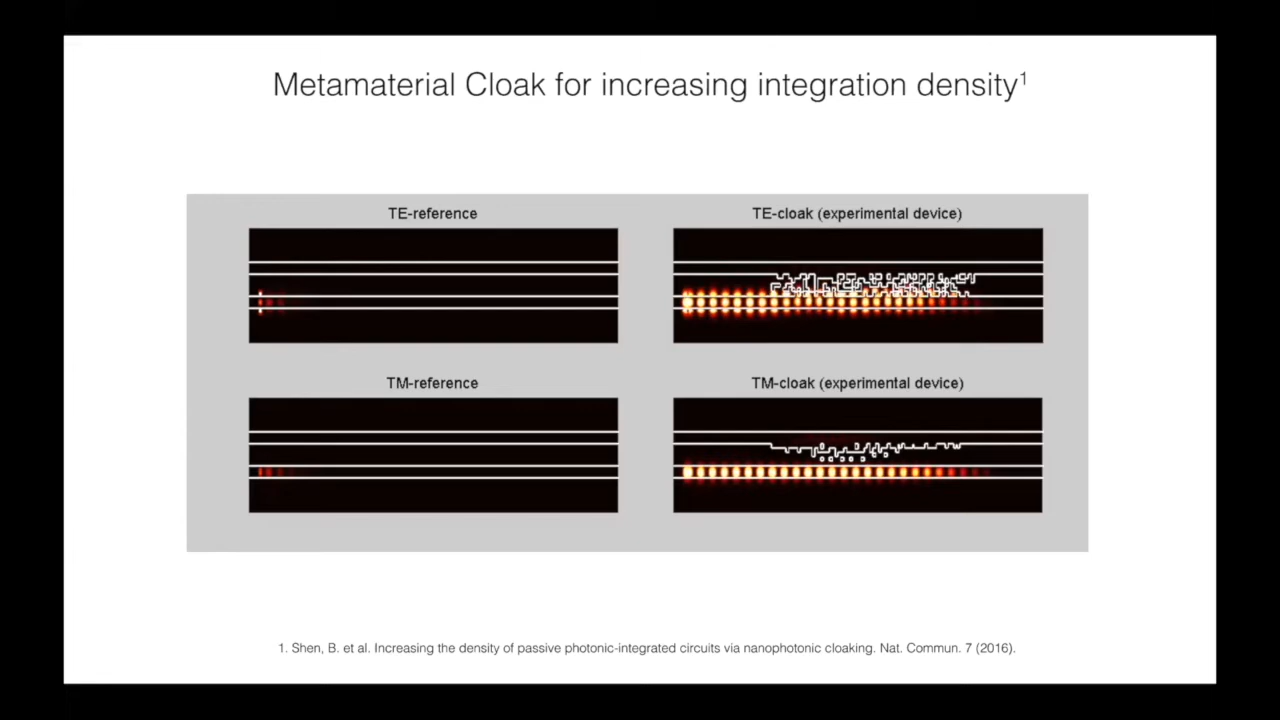 Metamaterial Cloak for increasing integration density¹
TE-reference
TE-cloak (experimental device)
TM-reference
TM-cloak (experimental device)
1. Shen, B. et al. Increasing the density of passive photonic-integrated circuits via nanophotonic cloaking. Nat. Commun. 7 (2016).